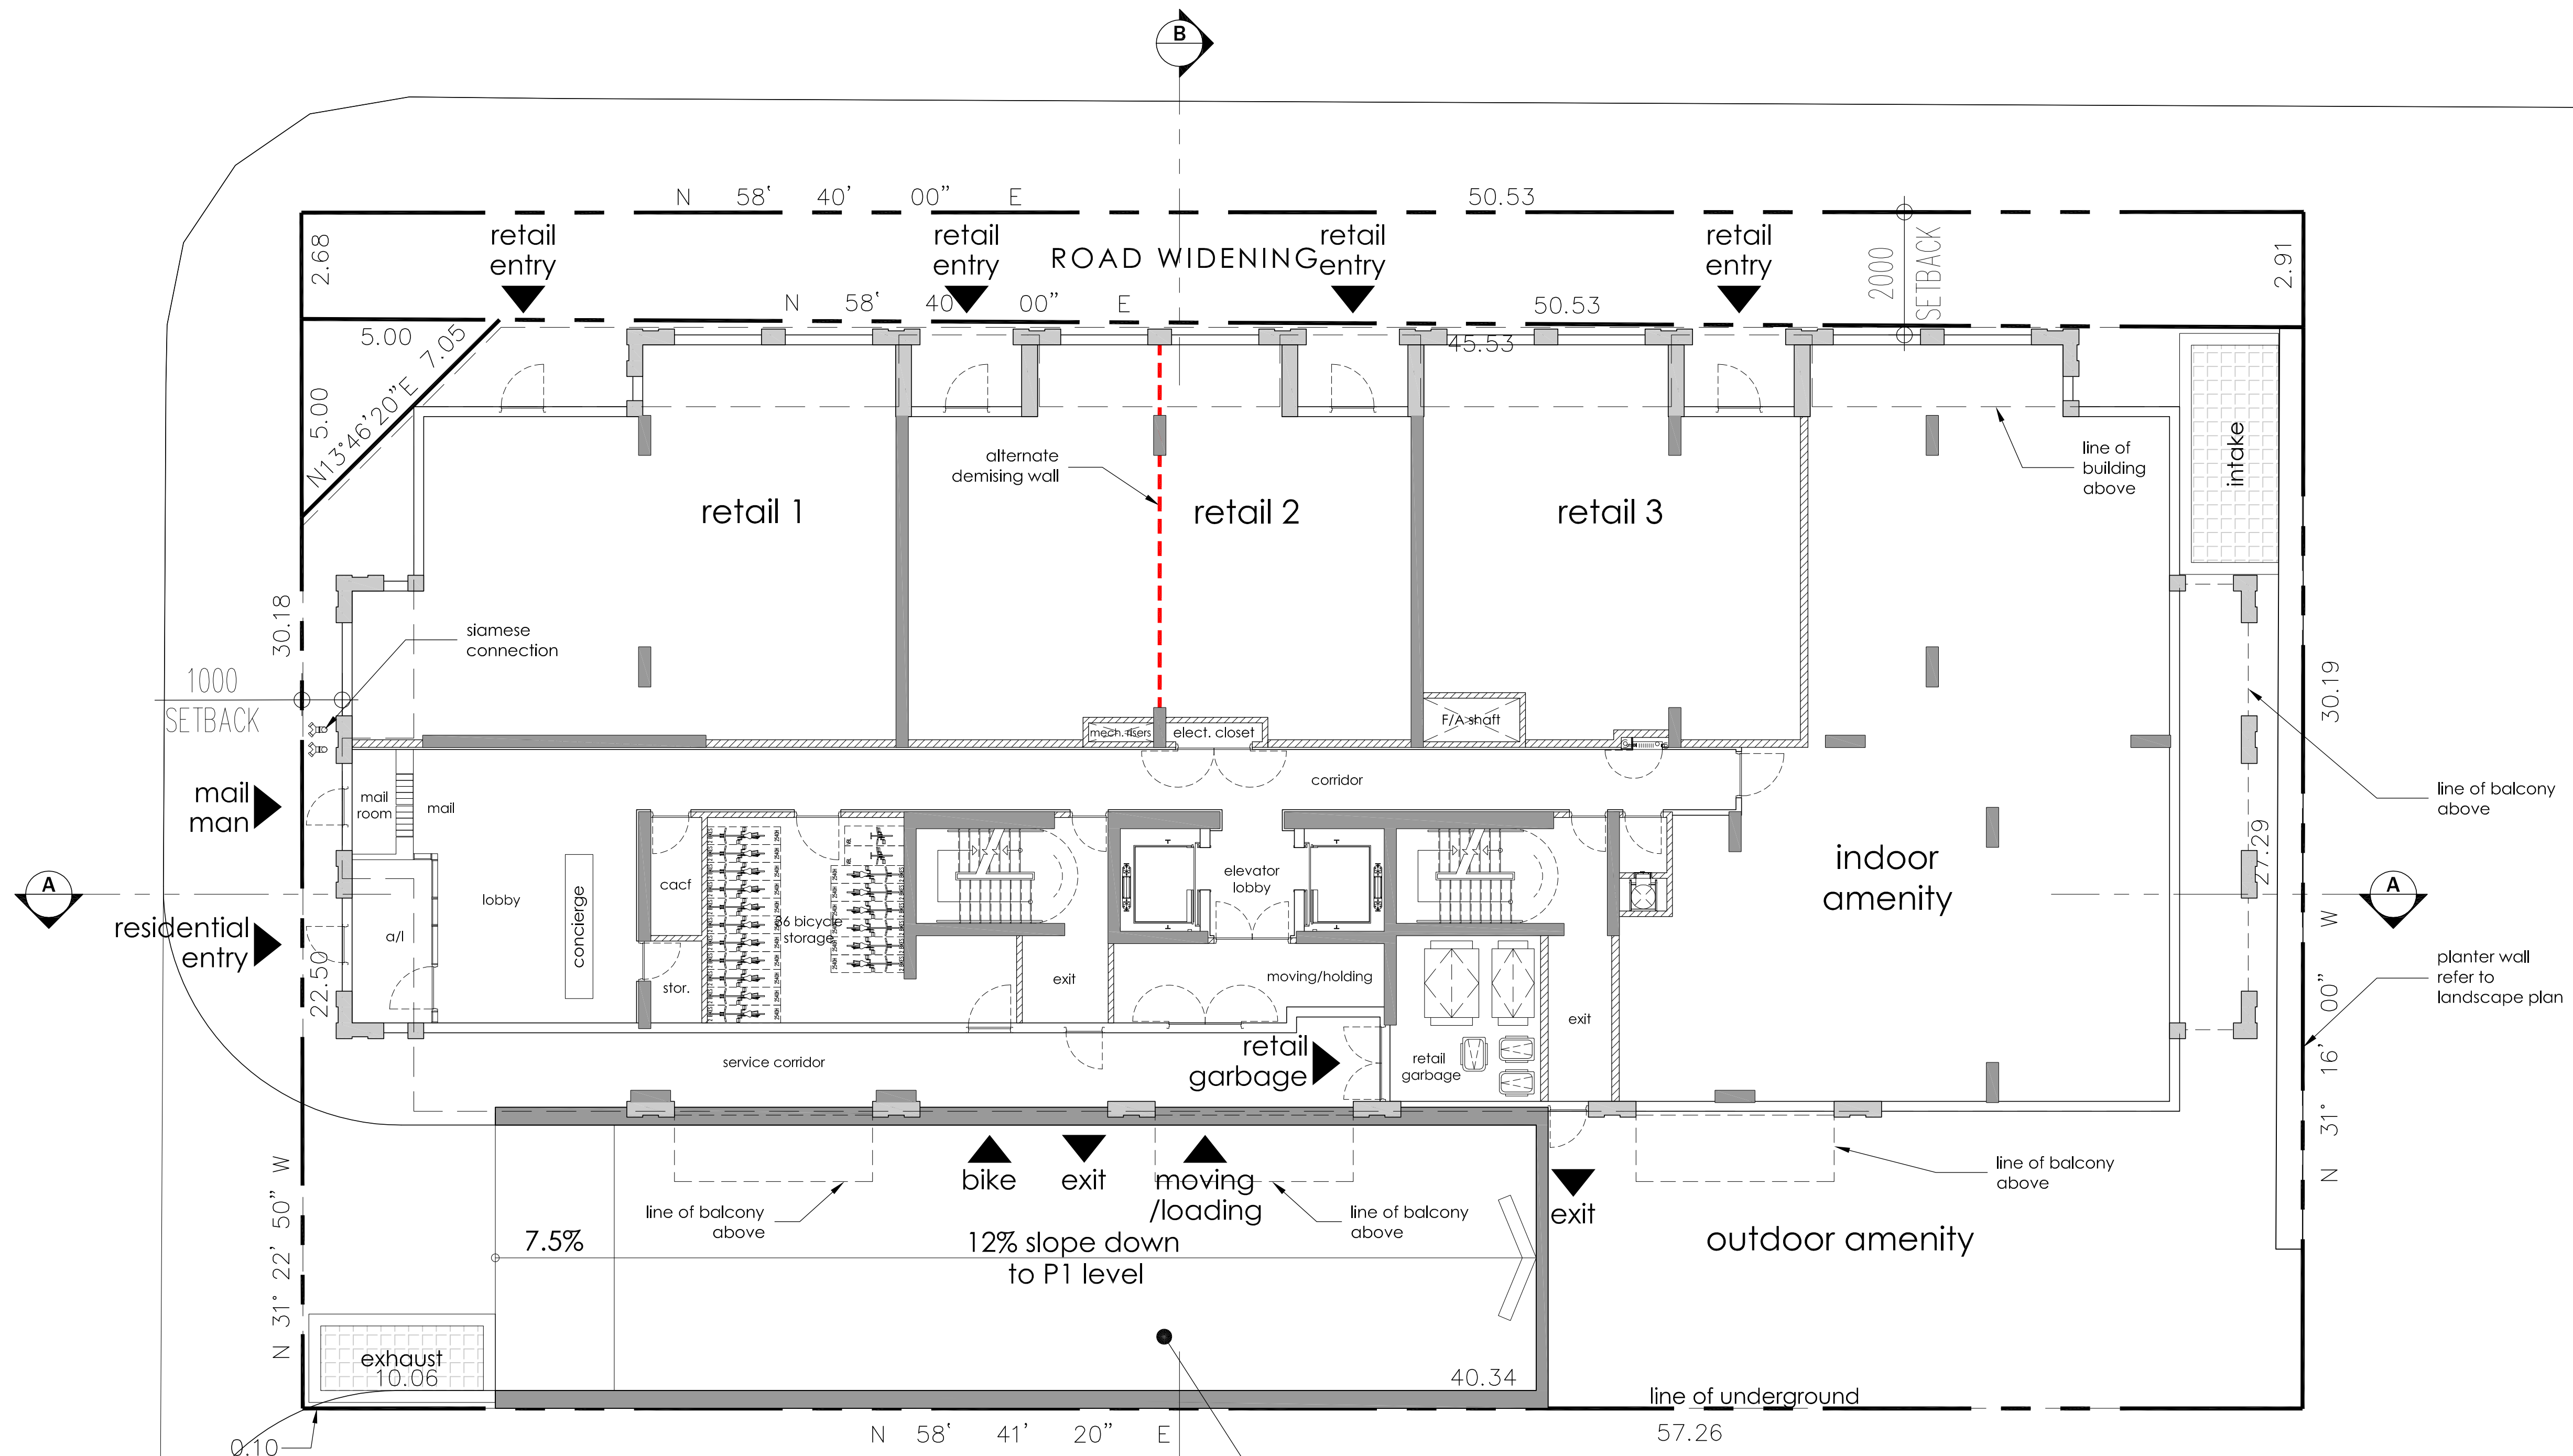 B
N 58' 40' 00" E
50.53
2.68
retail
entry
retail
entry
ROAD WIDENING
retail
entry
retail
entry
2000
SETBACK
2.91
N 58' 40' 00" E
50.53
5.00
7.05
45.53
5.00
N13°46'20"E
intake
alternate
demising wall
line of
building
above
retail 1
retail 2
retail 3
30.18
siamese
connection
1000
SETBACK
30.19
F/A shaft
mech. risers
elect. closet
corridor
mail
man
mail
room
mail
line of balcony
above
27.29
A
residential
entry
a/l
lobby
concierge
cacf
stor.
36 bicycle
storage
elevator
lobby
indoor
amenity
A
22.50
exit
moving/holding
exit
planter wall
refer to
landscape plan
N 31° 16' 00" W
service corridor
retail
garbage
retail
garbage
bike
exit
moving
/loading
exit
line of balcony
above
line of balcony
above
line of balcony
above
N 31° 22' 50" W
7.5%
12% slope down
to P1 level
outdoor amenity
exhaust
10.06
40.34
line of underground
0.10
N 58' 41' 20" E
57.26